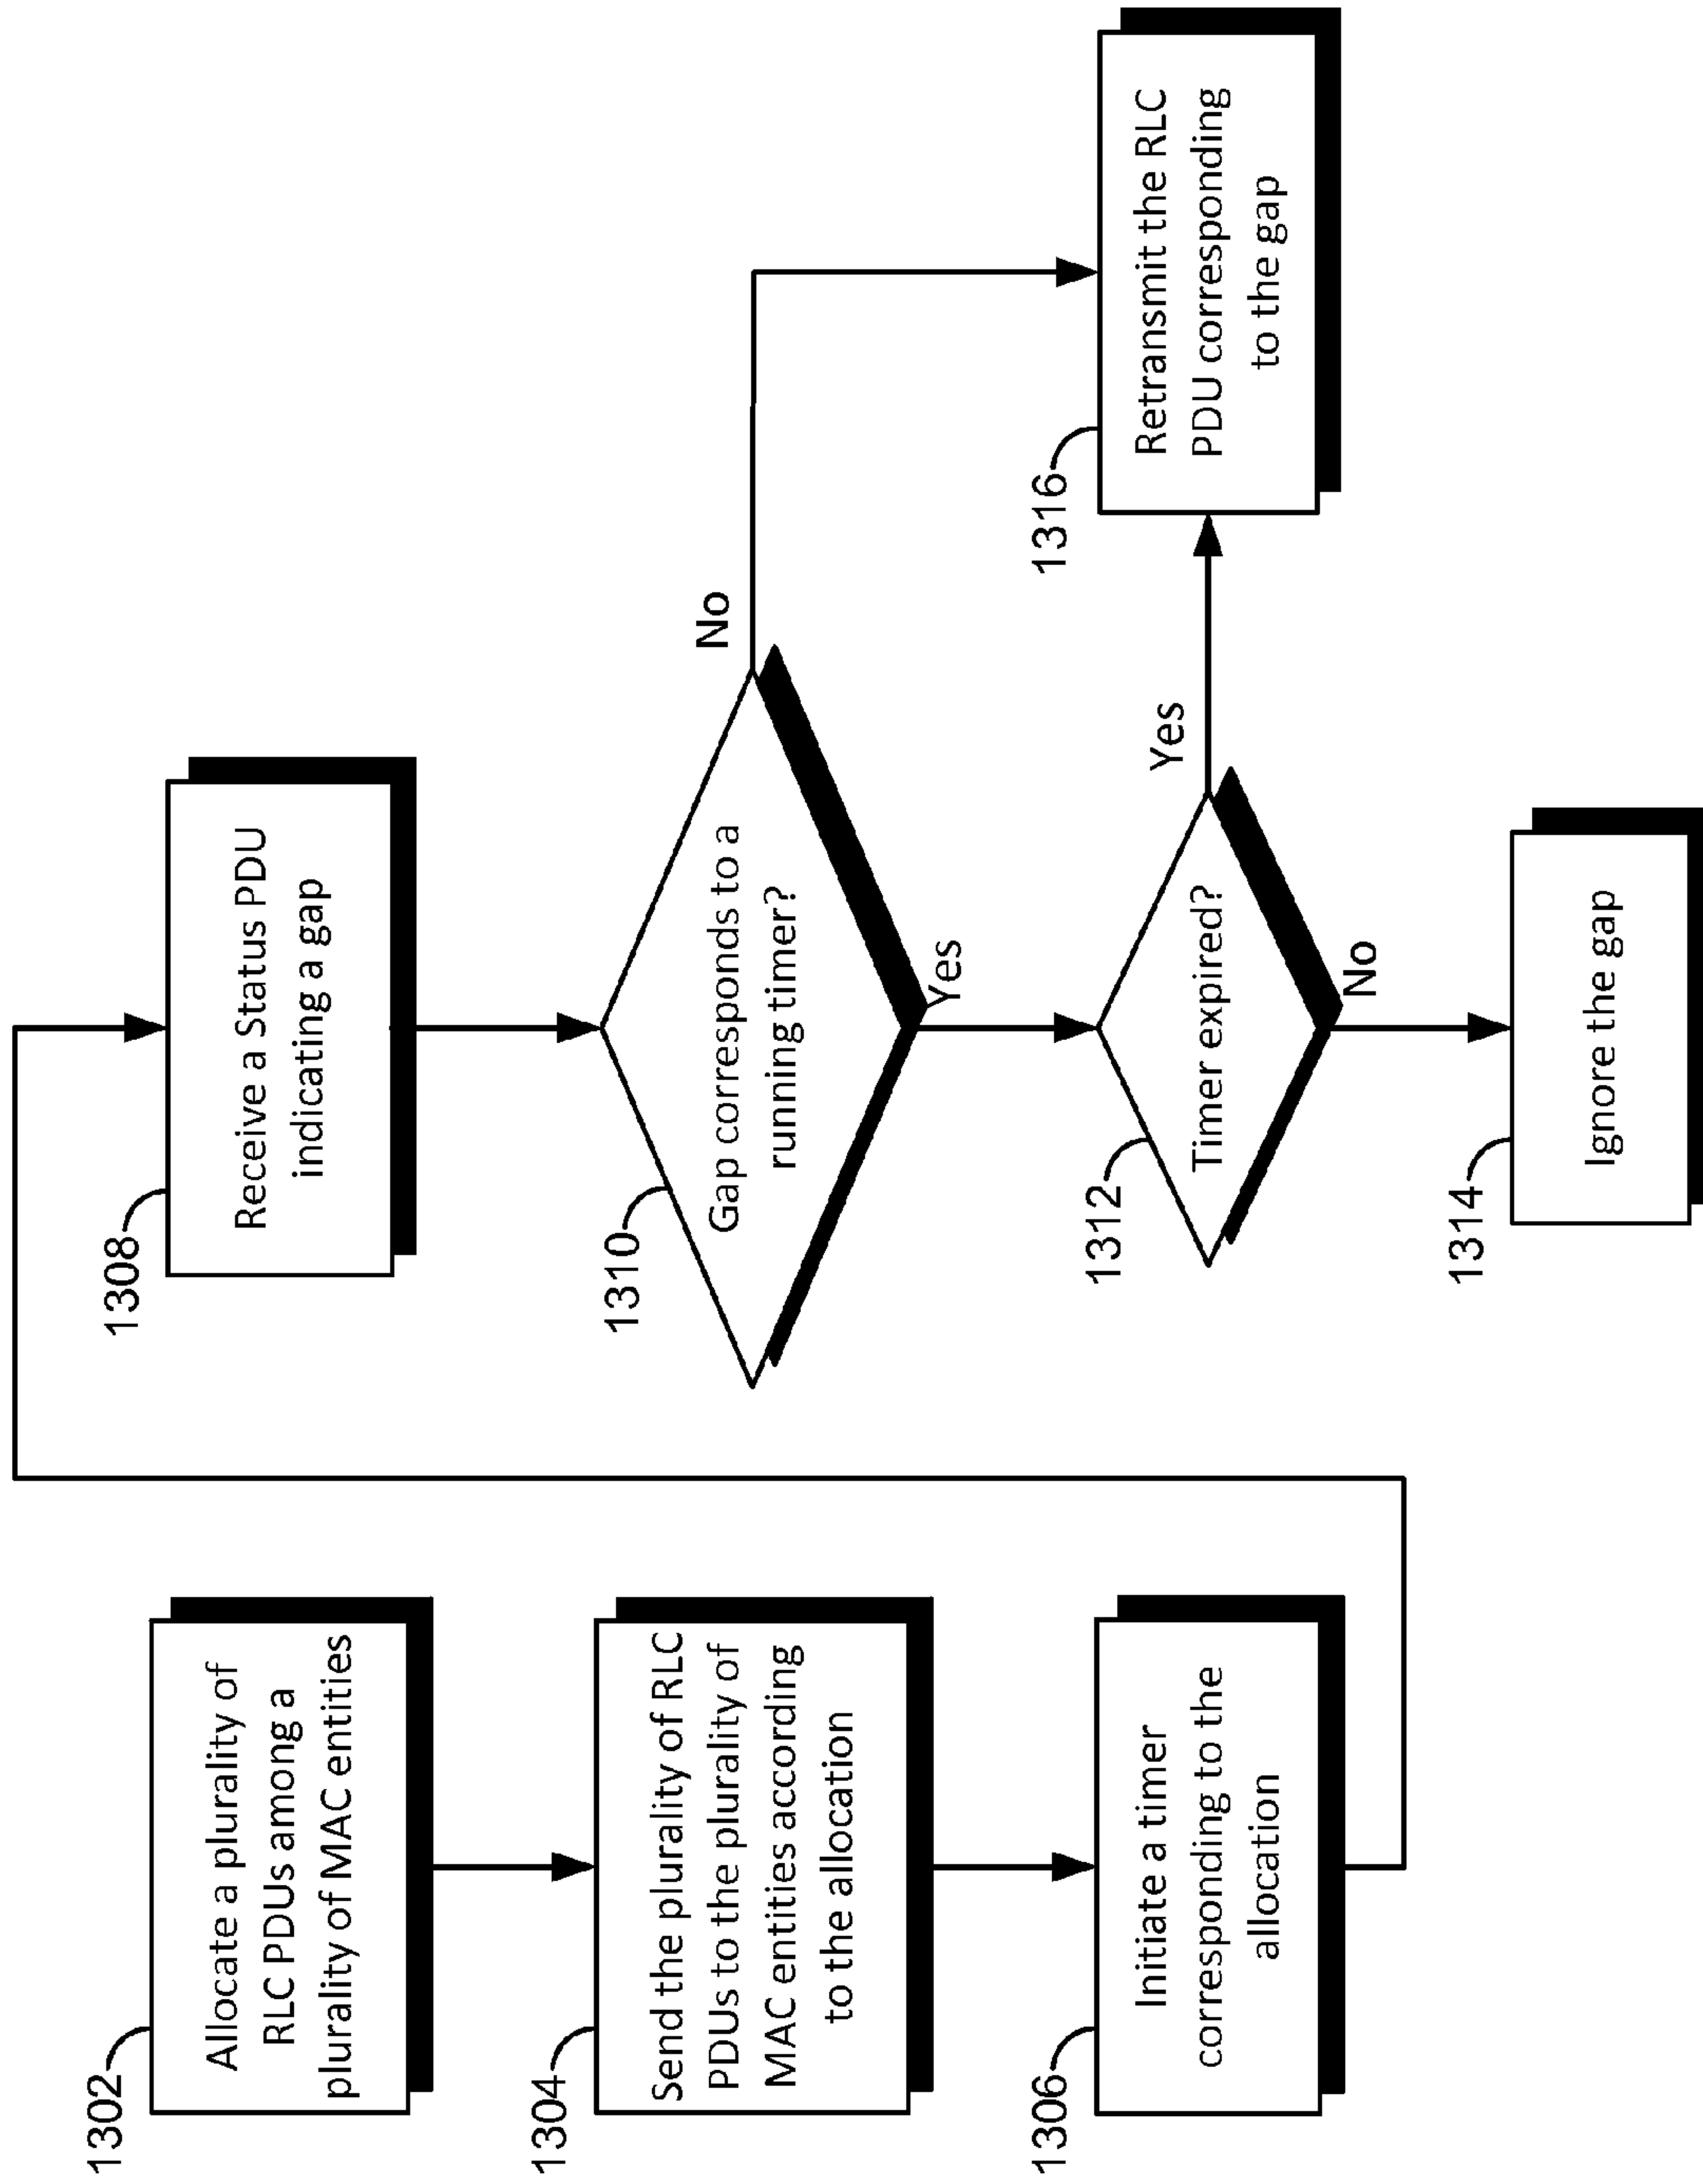 1302
Allocate a plurality of
RLC PDUs among a
plurality of MAC entities
1304
Send the plurality of RLC
PDUs to the plurality of
MAC entities according
to the allocation
1306
Initiate a timer
corresponding to the
allocation
1308
Receive a Status PDU
indicating a gap
1310
Gap corresponds to a
running timer?
No
Yes
1312
Timer expired?
Yes
No
1314
Ignore the gap
1316
Retransmit the RLC
PDU corresponding
to the gap